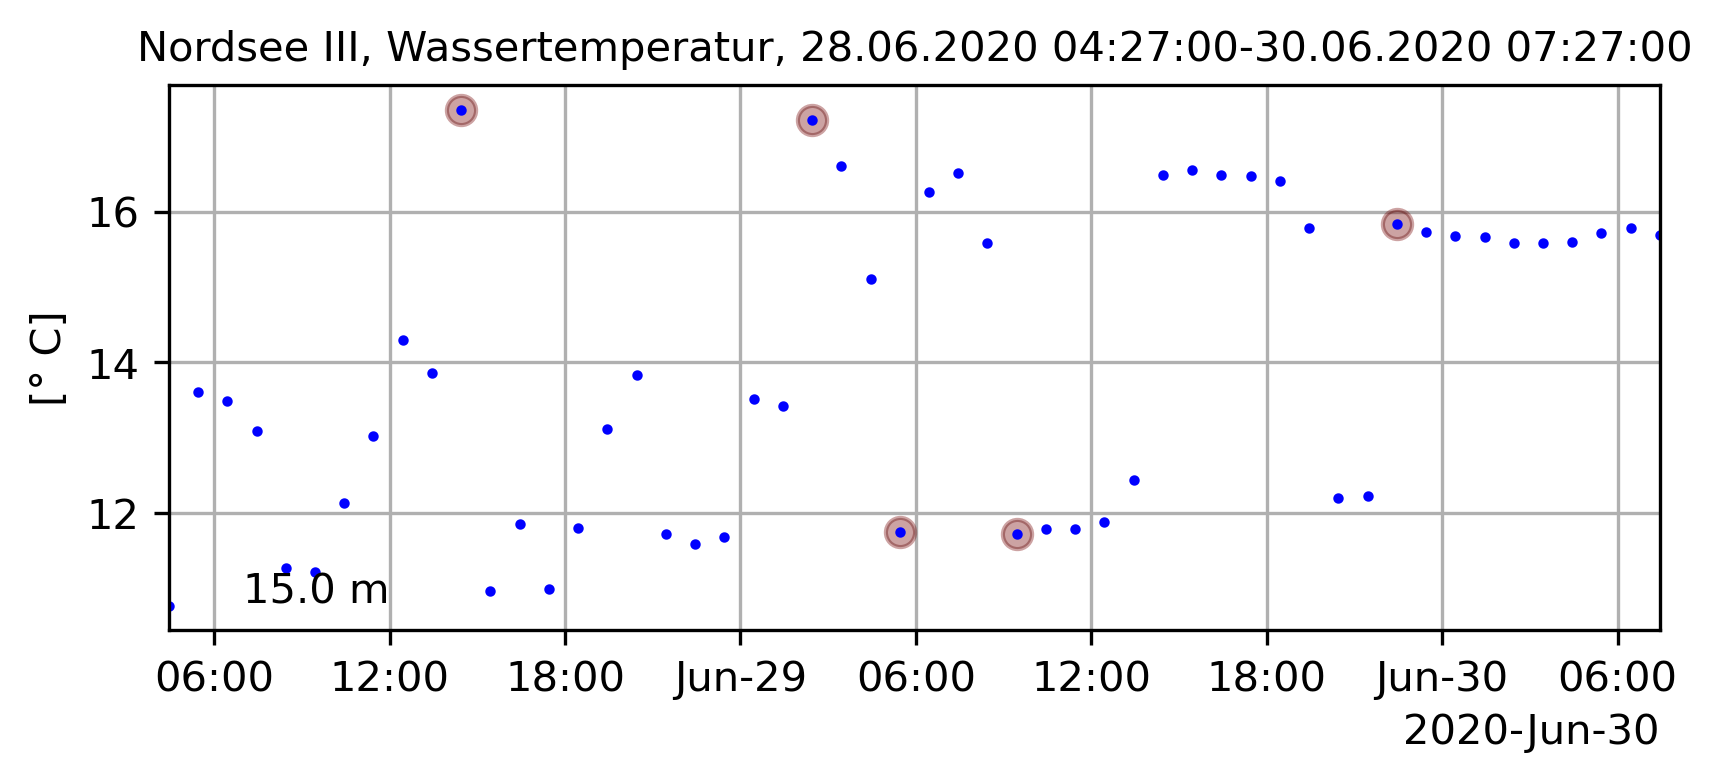 Nordsee III, Wassertemperatur, 28.06.2020 04:27:00-30.06.2020 07:27:00
16
14
12
[° C]
15.0 m
06:00 12:00 18:00 Jun-29 06:00 12:00 18:00 Jun-30 06:00
2020-Jun-30